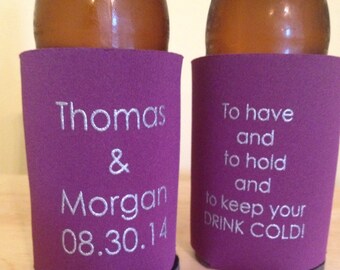 Thomas
&
Morgan
08.30.14
To have
and
to hold
and
to keep your
DRINK COLD!